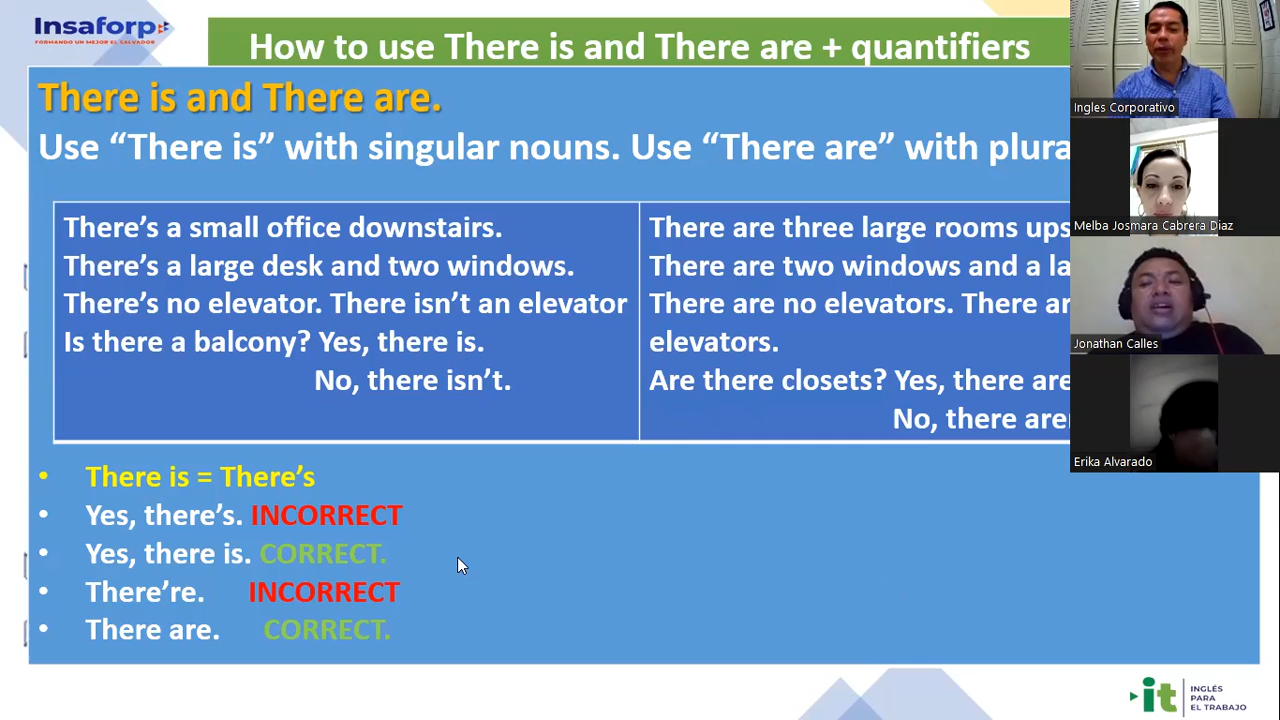 Insaforp
FORMANDO UN MEJOR EL SALVADOR
How to use There is and There are + quantifiers
There is and There are.
Use “There is” with singular nouns. Use “There are” with plura
There’s a small office downstairs.
There’s a large desk and two windows.
There’s no elevator. There isn’t an elevator
Is there a balcony? Yes, there is.
No, there isn’t.
There are three large rooms ups
There are two windows and a la
There are no elevators. There ar
elevators.
Are there closets? Yes, there are
No, there aren
• There is = There’s
• Yes, there’s. INCORRECT
• Yes, there is. CORRECT.
• There’re. INCORRECT
• There are. CORRECT.
Ingles Corporativo
Melba Josmara Cabrera Diaz
Jonathan Calles
Erika Alvarado
it
INGLÉS
PARA
EL TRABAJO